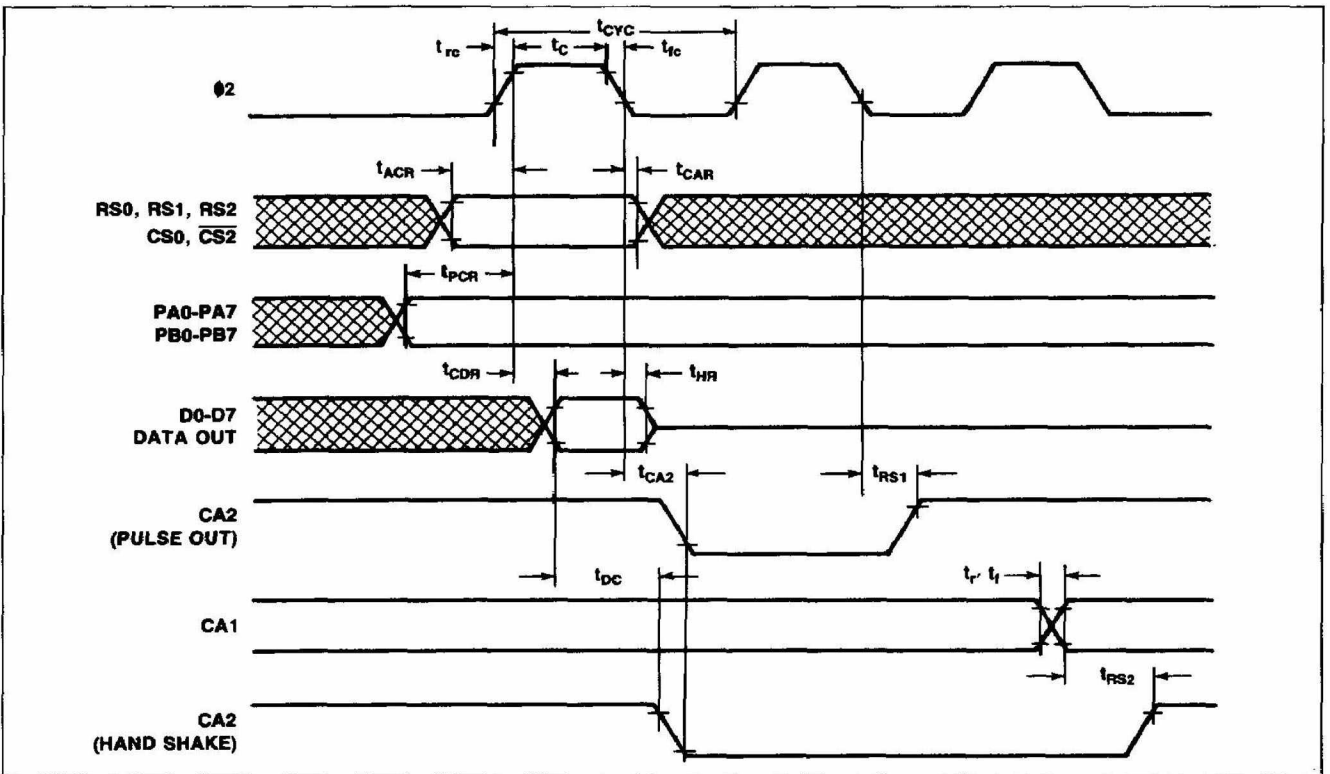 tCYC
trc
tC
tfc
ϕ2
tACR
tCAR
RS0, RS1, RS2
CS0, C̅S̅2̅
tPCR
PA0-PA7
PB0-PB7
tCDR
tHR
D0-D7
DATA OUT
tCA2
tRS1
CA2
(PULSE OUT)
tDC
tr, tf
CA1
tRS2
CA2
(HAND SHAKE)